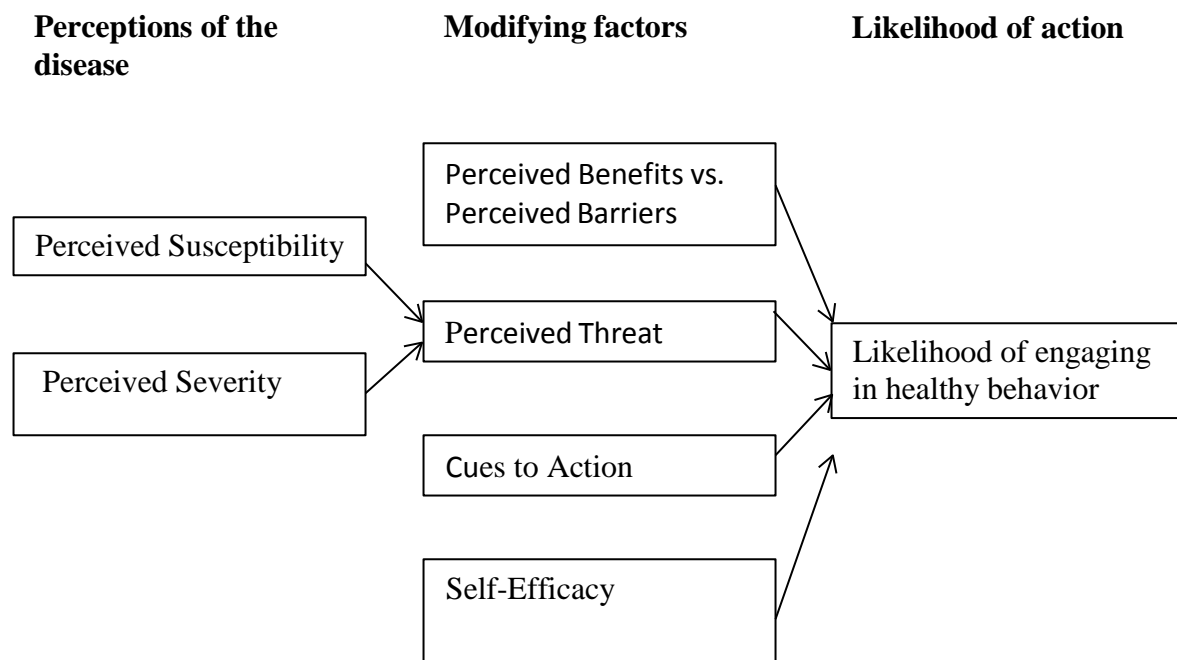 Perceptions of the
disease
Modifying factors
Likelihood of action
Perceived Susceptibility
Perceived Severity
Perceived Benefits vs.
Perceived Barriers
Perceived Threat
Cues to Action
Self-Efficacy
Likelihood of engaging
in healthy behavior